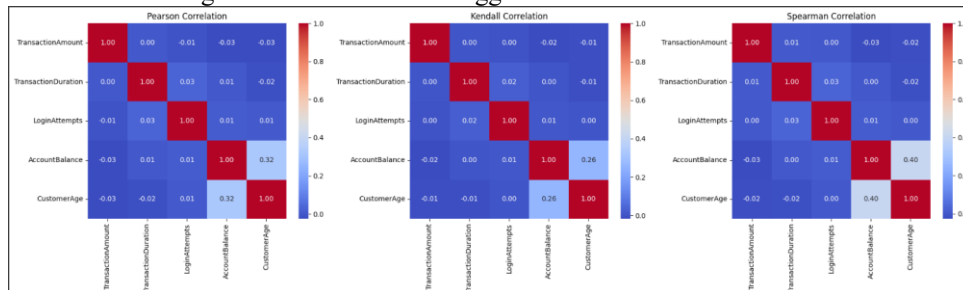 Pearson Correlation
TransactionAmount 1.00 0.00 -0.01 -0.03 -0.03
TransactionDuration 0.00 1.00 0.03 0.01 -0.02
LoginAttempts -0.01 0.03 1.00 0.01 0.01
AccountBalance -0.03 0.01 0.01 1.00 0.32
CustomerAge -0.03 -0.02 0.01 0.32 1.00
TransactionAmount
TransactionDuration
LoginAttempts
AccountBalance
CustomerAge
1.0
0.8
0.6
0.4
0.2
0.0
Kendall Correlation
TransactionAmount 1.00 0.00 0.00 -0.02 -0.01
TransactionDuration 0.00 1.00 0.02 0.00 -0.01
LoginAttempts 0.00 0.02 1.00 0.01 0.00
AccountBalance -0.02 0.00 0.01 1.00 0.26
CustomerAge -0.01 -0.01 0.00 0.26 1.00
TransactionAmount
TransactionDuration
LoginAttempts
AccountBalance
CustomerAge
1.0
0.8
0.6
0.4
0.2
0.0
Spearman Correlation
TransactionAmount 1.00 0.01 0.00 -0.03 -0.02
TransactionDuration 0.01 1.00 0.03 0.00 -0.02
LoginAttempts 0.00 0.03 1.00 0.01 0.00
AccountBalance -0.03 0.00 0.01 1.00 0.40
CustomerAge -0.02 -0.02 0.00 0.40 1.00
TransactionAmount
TransactionDuration
LoginAttempts
AccountBalance
CustomerAge
1.0
0.8
0.6
0.4
0.2
0.0